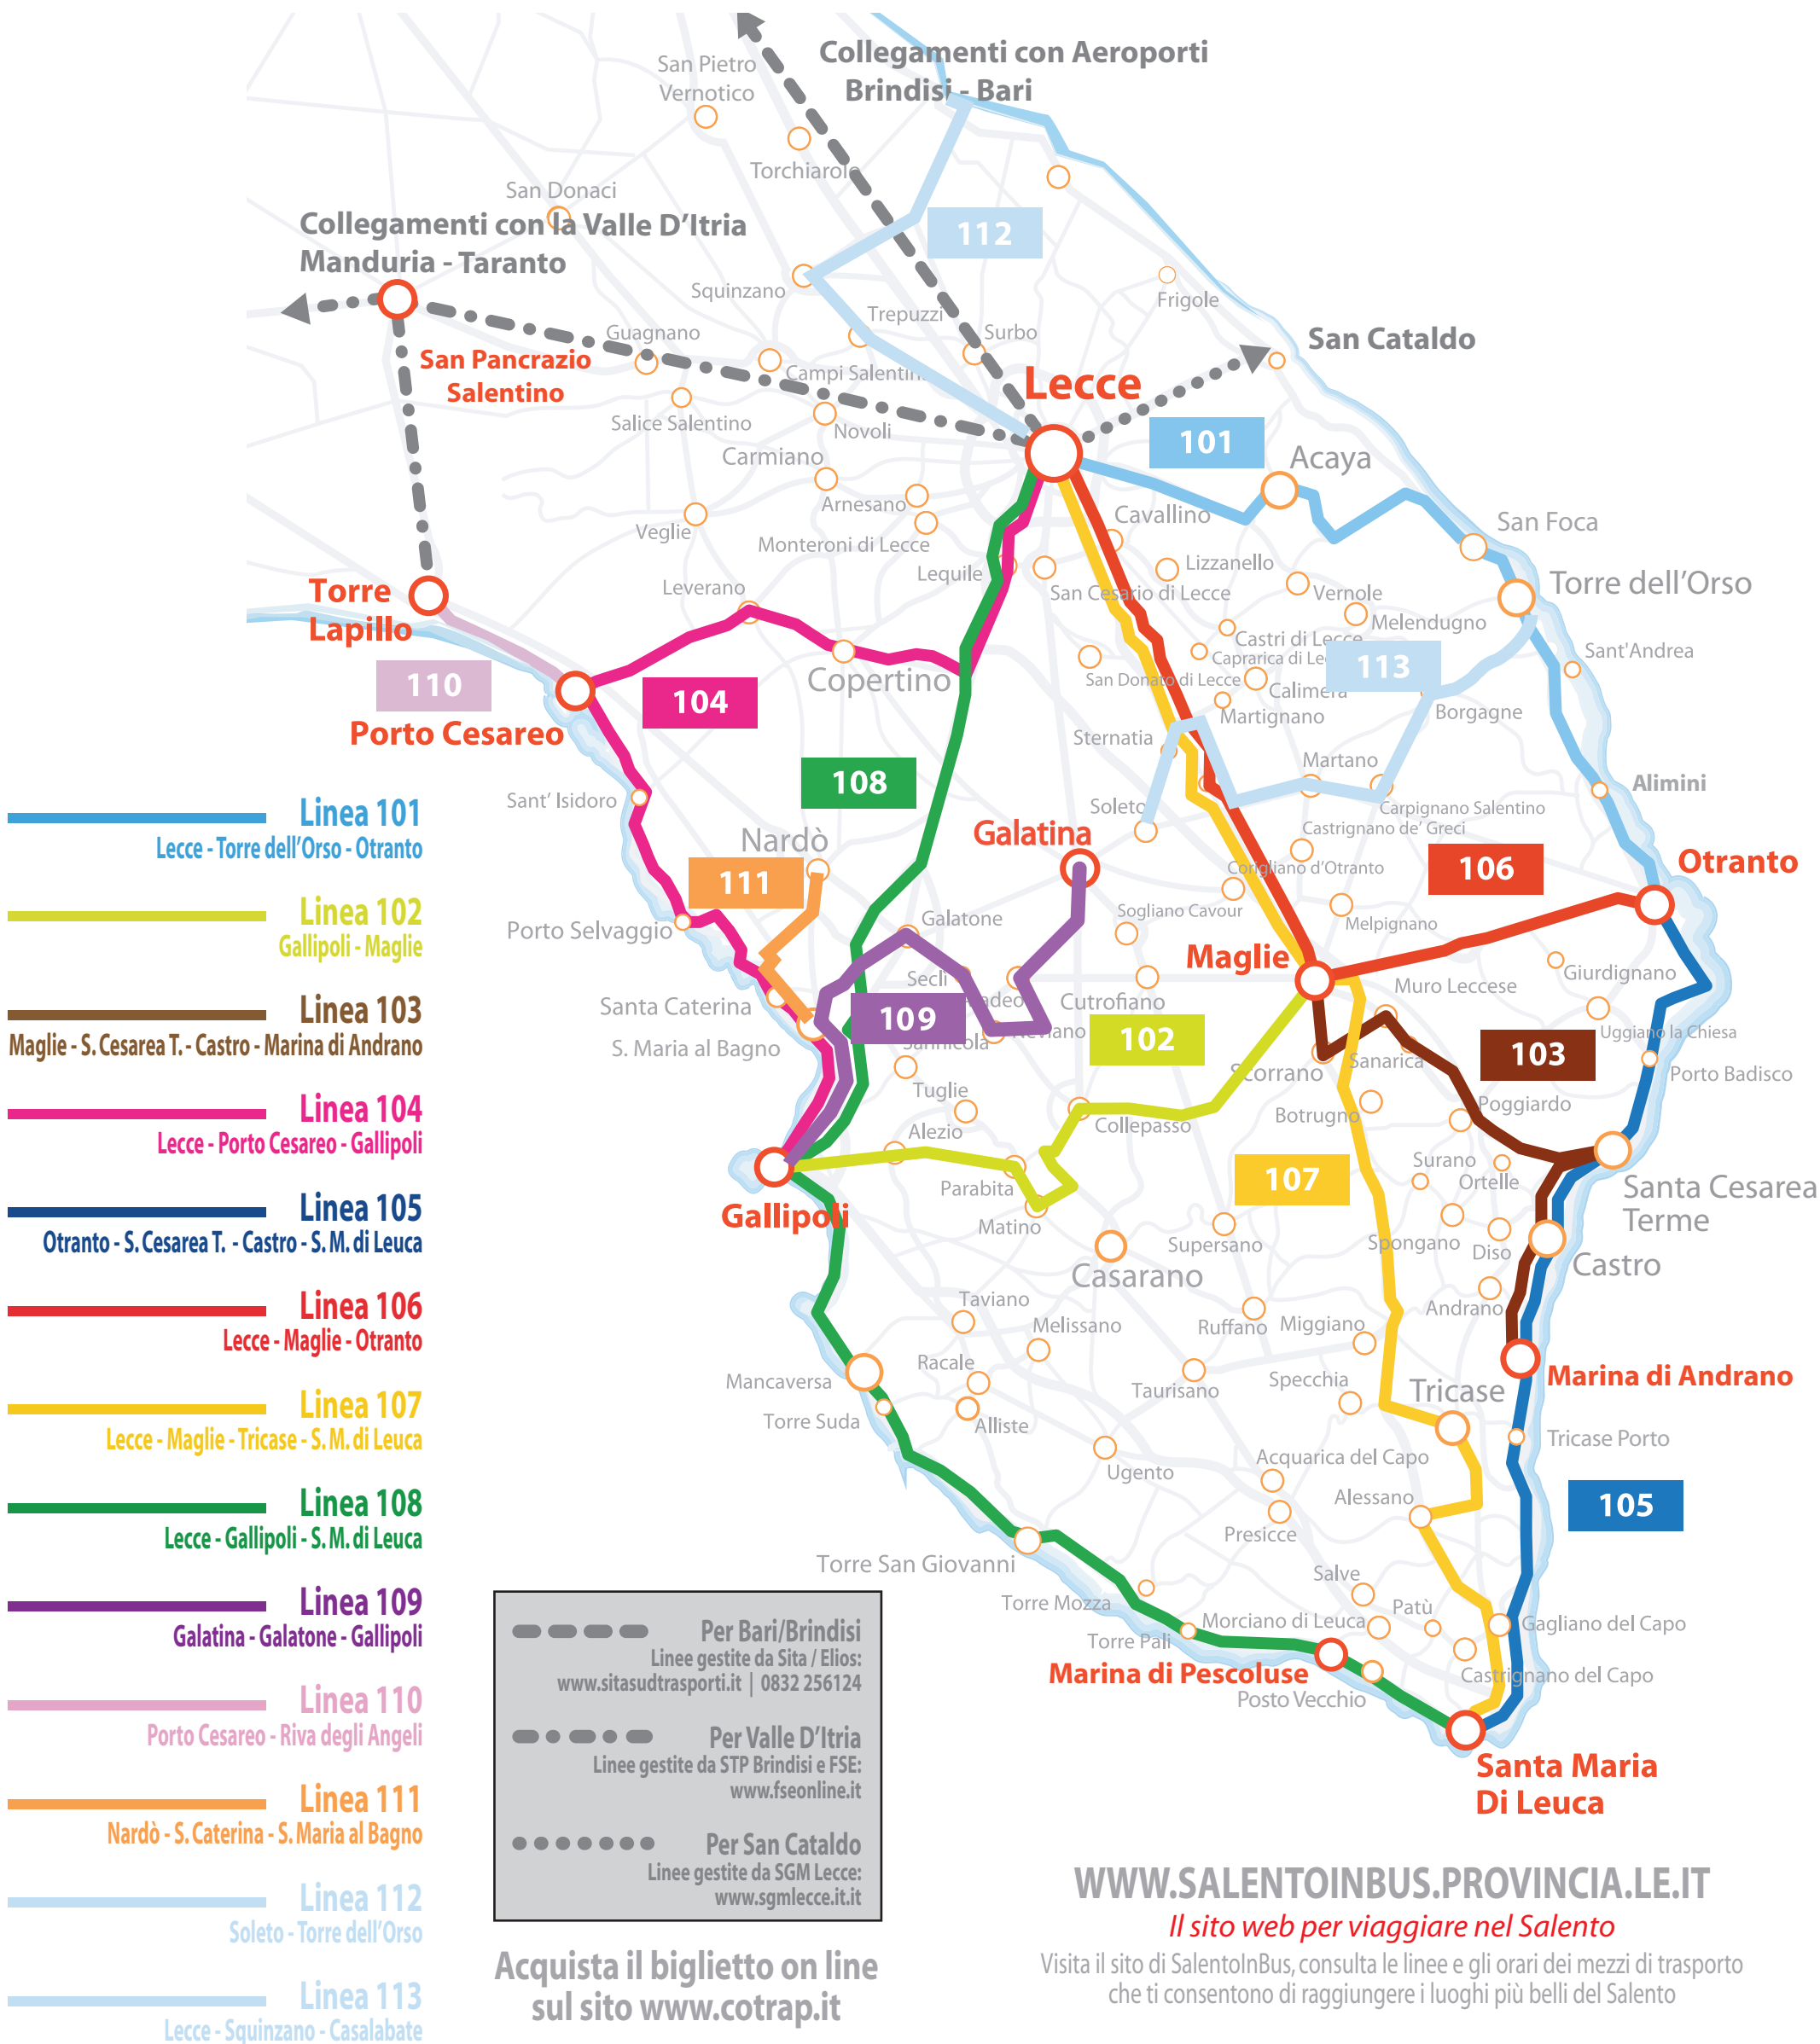 Collegamenti con Aeroporti
Brindisi - Bari
San Pietro
Vernotico
Torchiarolo
San Donaci
Collegamenti con la Valle D'Itria
Manduria - Taranto
112
Squinzano
Frigole
Trepuzzi
Surbo
Guagnano
San Cataldo
San Pancrazio
Salentino
Campi Salentin
Lecce
Salice Salentino
Novoli
101
Acaya
Carmiano
Arnesano
Cavallino
San Foca
Veglie
Monteroni di Lecce
Lequile
Lizzanello
Torre dell'Orso
Torre
Lapillo
Leverano
San Cesario di Lecce
Vernole
Melendugno
Castri di Lecce
Caprarica di Le
113
Sant'Andrea
110
104
Copertino
San Donato di Lecce
Calimera
Martignano
Borgagne
Porto Cesareo
Sternatia
108
Martano
Alimini
Sant' Isidoro
Soleto
Carpignano Salentino
Castrignano de' Greci
Nardò
Galatina
111
Corigliano d'Otranto
106
Otranto
Porto Selvaggio
Galatone
Sogliano Cavour
Melpignano
Maglie
Secli
adeo
Cutrofiano
Muro Leccese
Giurdignano
Santa Caterina
109
Neviano
Sannicola
102
Uggiano la Chiesa
S. Maria al Bagno
Scorrano
Sanarica
103
Porto Badisco
Tuglie
Botrugno
Poggiardo
Alezio
Collepasso
Surano
Ortelle
Parabita
107
Santa Cesarea
Terme
Gallipoli
Matino
Supersano
Spongano
Diso
Casarano
Castro
Taviano
Andrano
Melissano
Ruffano
Miggiano
Mancaversa
Racale
Taurisano
Specchia
Tricase
Marina di Andrano
Torre Suda
Alliste
Tricase Porto
Ugento
Acquarica del Capo
Alessano
105
Presicce
Torre San Giovanni
Salve
Torre Mozza
Morciano di Leuca
Patù
Gagliano del Capo
Torre Pali
Marina di Pescoluse
Castrignano del Capo
Posto Vecchio
Santa Maria
Di Leuca
Linea 101
Lecce - Torre dell'Orso - Otranto
Linea 102
Gallipoli - Maglie
Linea 103
Maglie - S. Cesarea T. - Castro - Marina di Andrano
Linea 104
Lecce - Porto Cesareo - Gallipoli
Linea 105
Otranto - S. Cesarea T. - Castro - S. M. di Leuca
Linea 106
Lecce - Maglie - Otranto
Linea 107
Lecce - Maglie - Tricase - S. M. di Leuca
Linea 108
Lecce - Gallipoli - S. M. di Leuca
Linea 109
Galatina - Galatone - Gallipoli
Linea 110
Porto Cesareo - Riva degli Angeli
Linea 111
Nardò - S. Caterina - S. Maria al Bagno
Linea 112
Soleto - Torre dell'Orso
Linea 113
Lecce - Squinzano - Casalabate
Per Bari/Brindisi
Linee gestite da Sita / Elios:
www.sitasudtrasporti.it | 0832 256124
Per Valle D'Itria
Linee gestite da STP Brindisi e FSE:
www.fseonline.it
Per San Cataldo
Linee gestite da SGM Lecce:
www.sgmlecce.it.it
Acquista il biglietto on line
sul sito www.cotrap.it
WWW.SALENTOINBUS.PROVINCIA.LE.IT
Il sito web per viaggiare nel Salento
Visita il sito di SalentoInBus, consulta le linee e gli orari dei mezzi di trasporto
che ti consentono di raggiungere i luoghi più belli del Salento